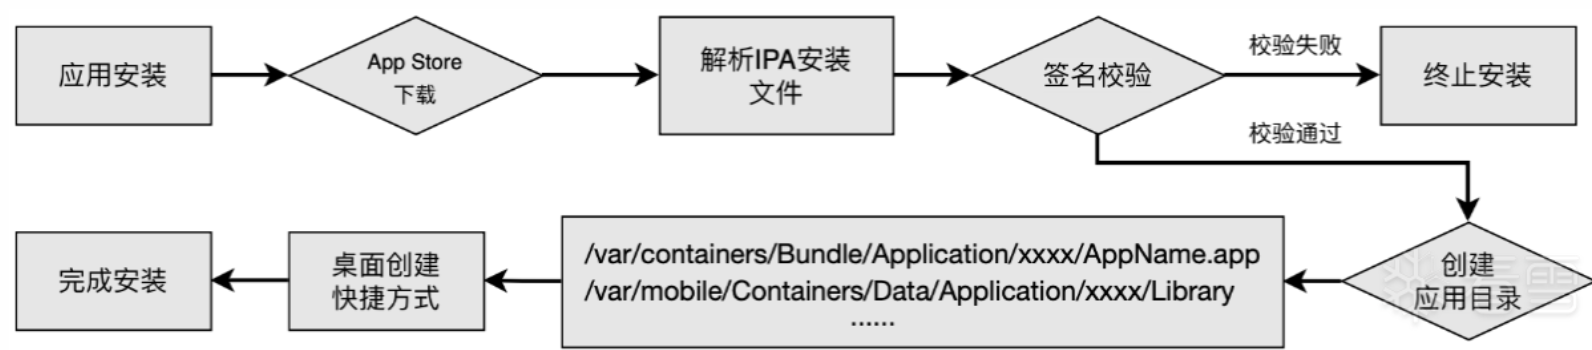 应用安装
App Store
下载
解析IPA安装
文件
签名校验
校验失败
终止安装
校验通过
创建
应用目录
/var/containers/Bundle/Application/xxxx/AppName.app
/var/mobile/Containers/Data/Application/xxxx/Library
......
桌面创建
快捷方式
完成安装